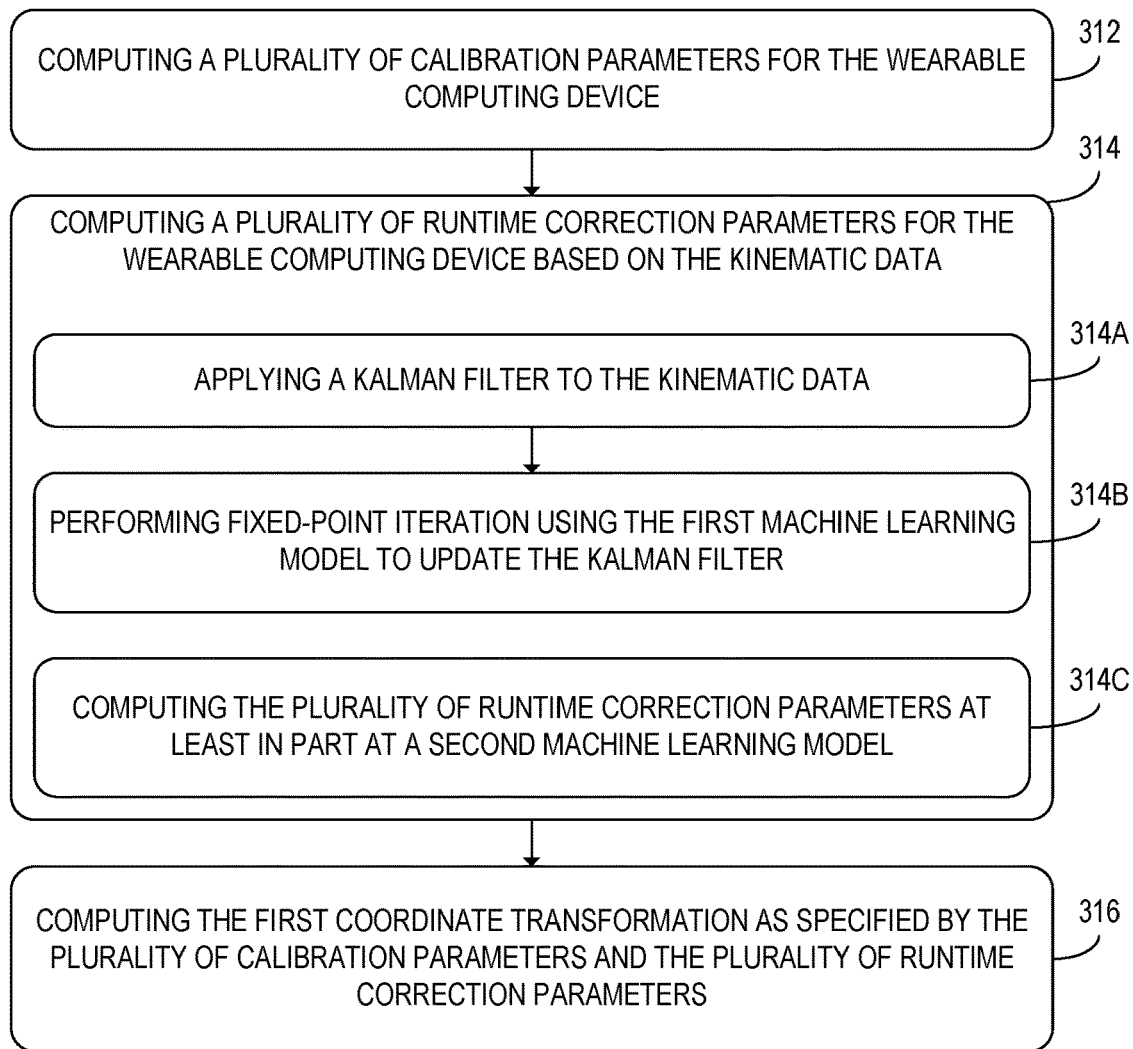 COMPUTING A PLURALITY OF CALIBRATION PARAMETERS FOR THE WEARABLE
COMPUTING DEVICE
312
COMPUTING A PLURALITY OF RUNTIME CORRECTION PARAMETERS FOR THE
WEARABLE COMPUTING DEVICE BASED ON THE KINEMATIC DATA
314
APPLYING A KALMAN FILTER TO THE KINEMATIC DATA
314A
PERFORMING FIXED-POINT ITERATION USING THE FIRST MACHINE LEARNING
MODEL TO UPDATE THE KALMAN FILTER
314B
COMPUTING THE PLURALITY OF RUNTIME CORRECTION PARAMETERS AT
LEAST IN PART AT A SECOND MACHINE LEARNING MODEL
314C
COMPUTING THE FIRST COORDINATE TRANSFORMATION AS SPECIFIED BY THE
PLURALITY OF CALIBRATION PARAMETERS AND THE PLURALITY OF RUNTIME
CORRECTION PARAMETERS
316